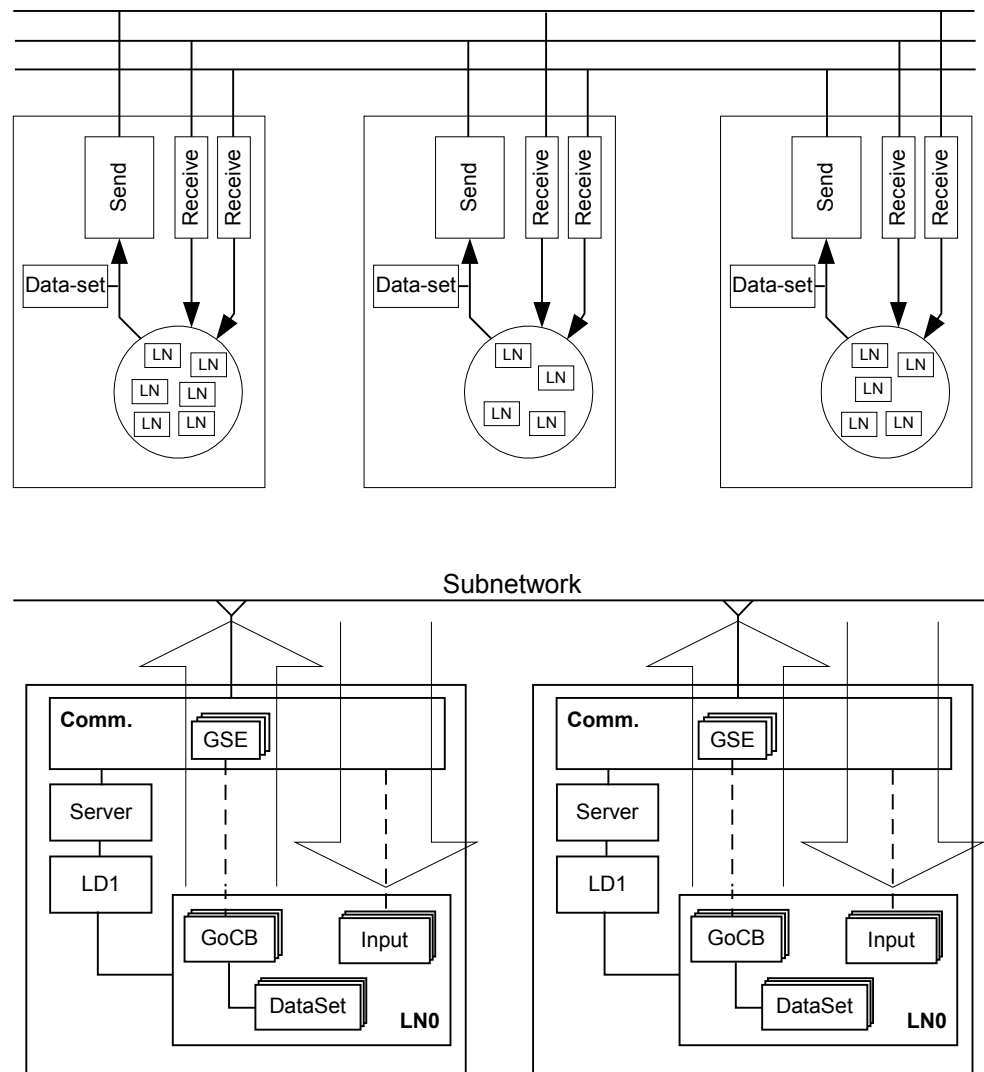 Send
Receive
Receive
Data-set
LN
LN
LN
LN
LN
LN
Send
Receive
Receive
Data-set
LN
LN
LN
LN
Send
Receive
Receive
Data-set
LN
LN
LN
LN
LN
Subnetwork
Comm.
GSE
Server
LD1
GoCB
Input
DataSet
LN0
Comm.
GSE
Server
LD1
GoCB
Input
DataSet
LN0